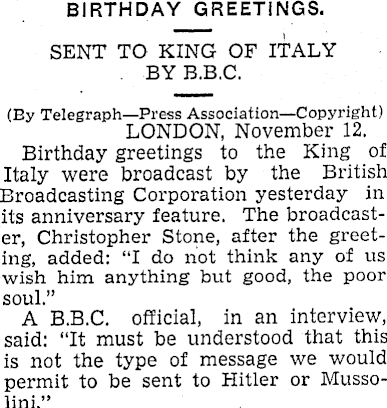 BIRTHDAY GREETINGS.
SENT TO KING OF ITALY
BY B.B.C.
(By Telegraph—Press Association—Copyright)
LONDON, November 12.
Birthday greetings to the King of
Italy were broadcast by the British
Broadcasting Corporation yesterday in
its anniversary feature. The broadcast-
er, Christopher Stone, after the greet-
ing, added: "I do not think any of us
wish him anything but good, the poor
soul."
A B.B.C. official, in an interview,
said: "It must be understood that this
is not the type of message we would
permit to be sent to Hitler or Musso-
lini."